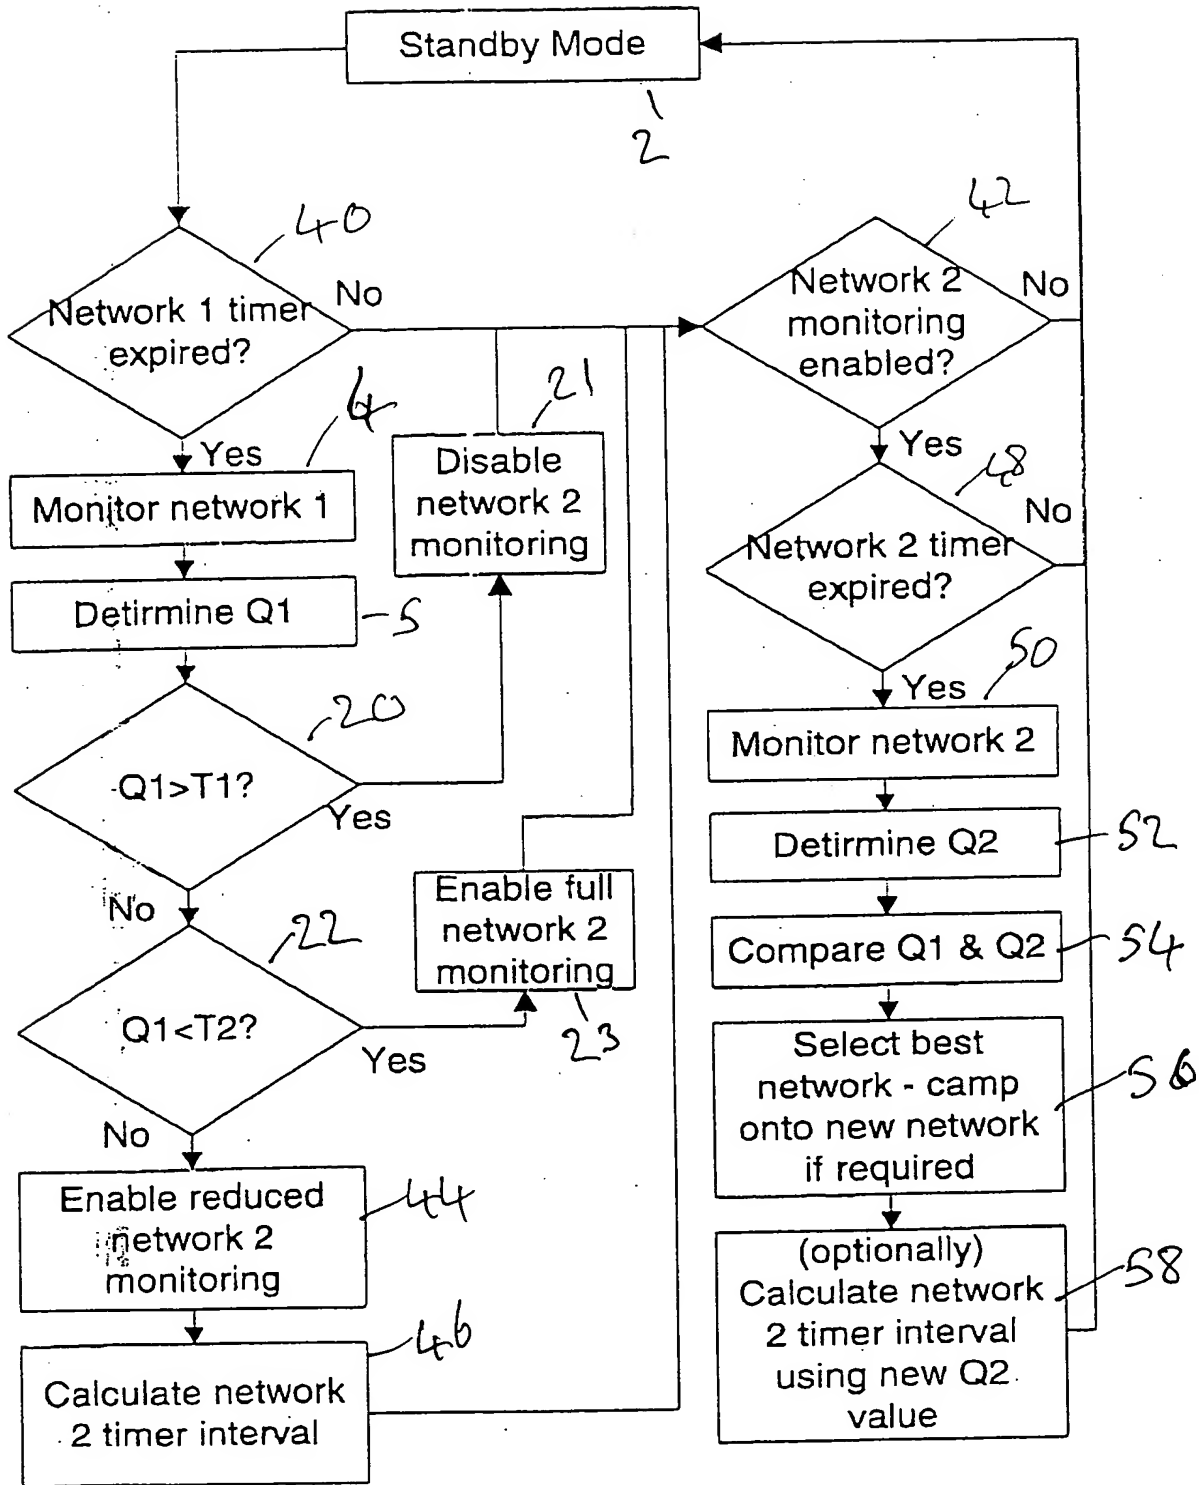 Standby Mode
2
40
42
Network 1 timer
expired?
No
Network 2
monitoring
enabled?
No
4
21
Yes
Yes
48
Monitor network 1
Disable
network 2
monitoring
Network 2 timer
expired?
No
Detirmine Q1
5
50
Yes
20
Monitor network 2
Q1>T1?
Yes
Detirmine Q2
52
No
22
Enable full
network 2
monitoring
23
Compare Q1 & Q2
54
Q1<T2?
Yes
Select best
network - camp
onto new network
if required
56
No
Enable reduced
network 2
monitoring
44
(optionally)
Calculate network
2 timer interval
using new Q2
value
58
46
Calculate network
2 timer interval